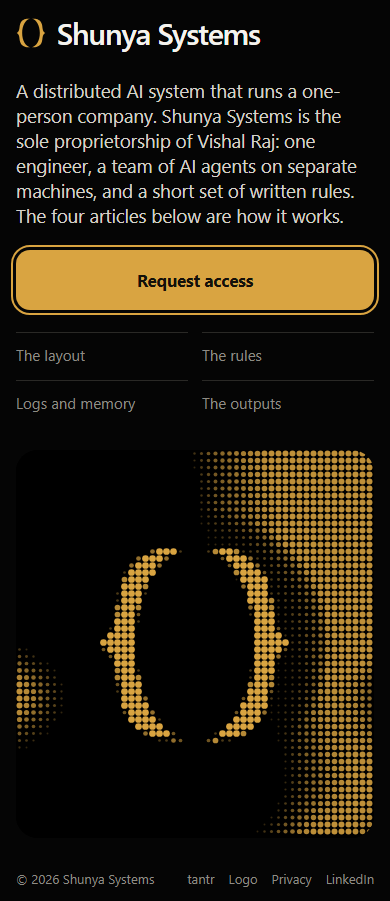 Shunya Systems
A distributed AI system that runs a one-
person company. Shunya Systems is the
sole proprietorship of Vishal Raj: one
engineer, a team of AI agents on separate
machines, and a short set of written rules.
The four articles below are how it works.
Request access
The layout
The rules
Logs and memory
The outputs
© 2026 Shunya Systems
tantr Logo Privacy LinkedIn